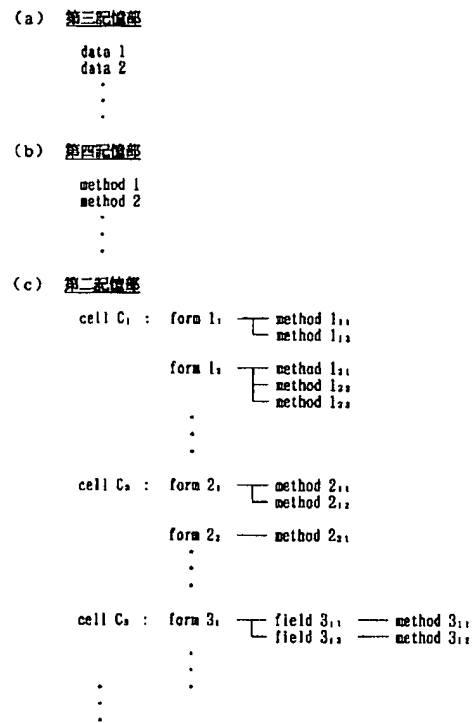 (a) 第三記憶部
data 1
data 2
(b) 第四記憶部
method 1
method 2
(c) 第二記憶部
cell C₁ : form 1₁ method 1₁₁
method 1₁₂
form 1₂ method 1₂₁
method 1₂₂
method 1₂₃
cell C₂ : form 2₁ method 2₁₁
method 2₁₂
form 2₂ method 2₂₁
cell C₃ : form 3₁ field 3₁₁ method 3₁₁
field 3₁₂ method 3₁₂